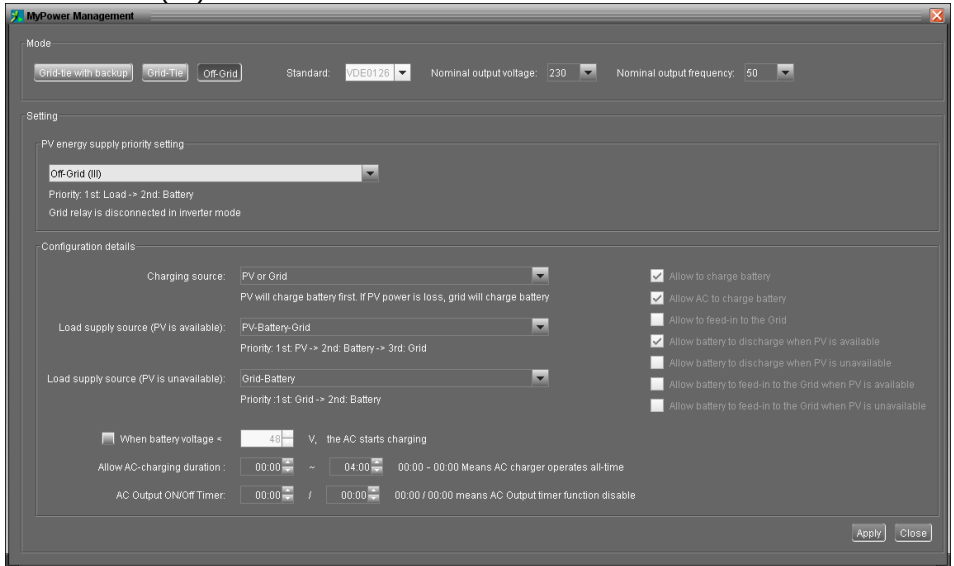 MyPower Management
Mode
Grid-tie with backup Grid-Tie Off-Grid Standard: VDE0126 Nominal output voltage: 230 Nominal output frequency: 50
Setting
PV energy supply priority setting
Off-Grid (III)
Priority: 1st: Load -> 2nd: Battery
Grid relay is disconnected in inverter mode
Configuration details
Charging source: PV or Grid
PV will charge battery first. If PV power is loss, grid will charge battery
Load supply source (PV is available): PV-Battery-Grid
Priority: 1st: PV -> 2nd: Battery -> 3rd: Grid
Load supply source (PV is unavailable): Grid-Battery
Priority :1st: Grid -> 2nd: Battery
Allow to charge battery
Allow AC to charge battery
Allow to feed-in to the Grid
Allow battery to discharge when PV is available
Allow battery to discharge when PV is unavailable
Allow battery to feed-in to the Grid when PV is available
Allow battery to feed-in to the Grid when PV is unavailable
When battery voltage < 48 V, the AC starts charging
Allow AC-charging duration : 00:00 ~ 04:00 00:00 - 00:00 Means AC charger operates all-time
AC Output ON/Off Timer: 00:00 / 00:00 00:00 / 00:00 means AC Output timer function disable
Apply Close